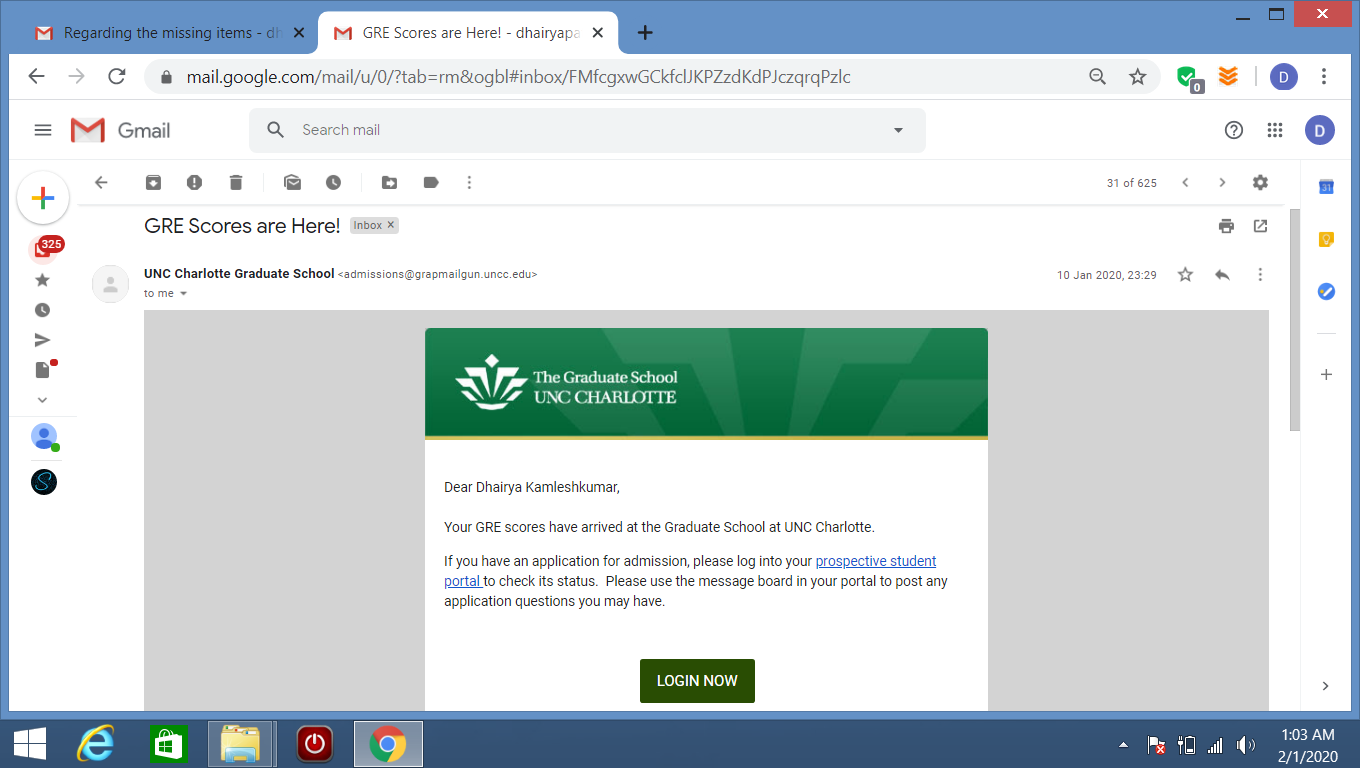 Regarding the missing items - dh
GRE Scores are Here! - dhairyapa
mail.google.com/mail/u/0/?tab=rm&ogbl#inbox/FMfcgxwGCkfclJKPZzdKdPJczqrqPzlc
0
D
Gmail
Search mail
D
31 of 625
31
325
GRE Scores are Here!
Inbox ×
UNC Charlotte Graduate School <admissions@grapmailgun.uncc.edu>
10 Jan 2020, 23:29
to me
The Graduate School
UNC CHARLOTTE
Dear Dhairya Kamleshkumar,
Your GRE scores have arrived at the Graduate School at UNC Charlotte.
If you have an application for admission, please log into your prospective student
portal to check its status.  Please use the message board in your portal to post any
application questions you may have.
LOGIN NOW
1:03 AM
2/1/2020